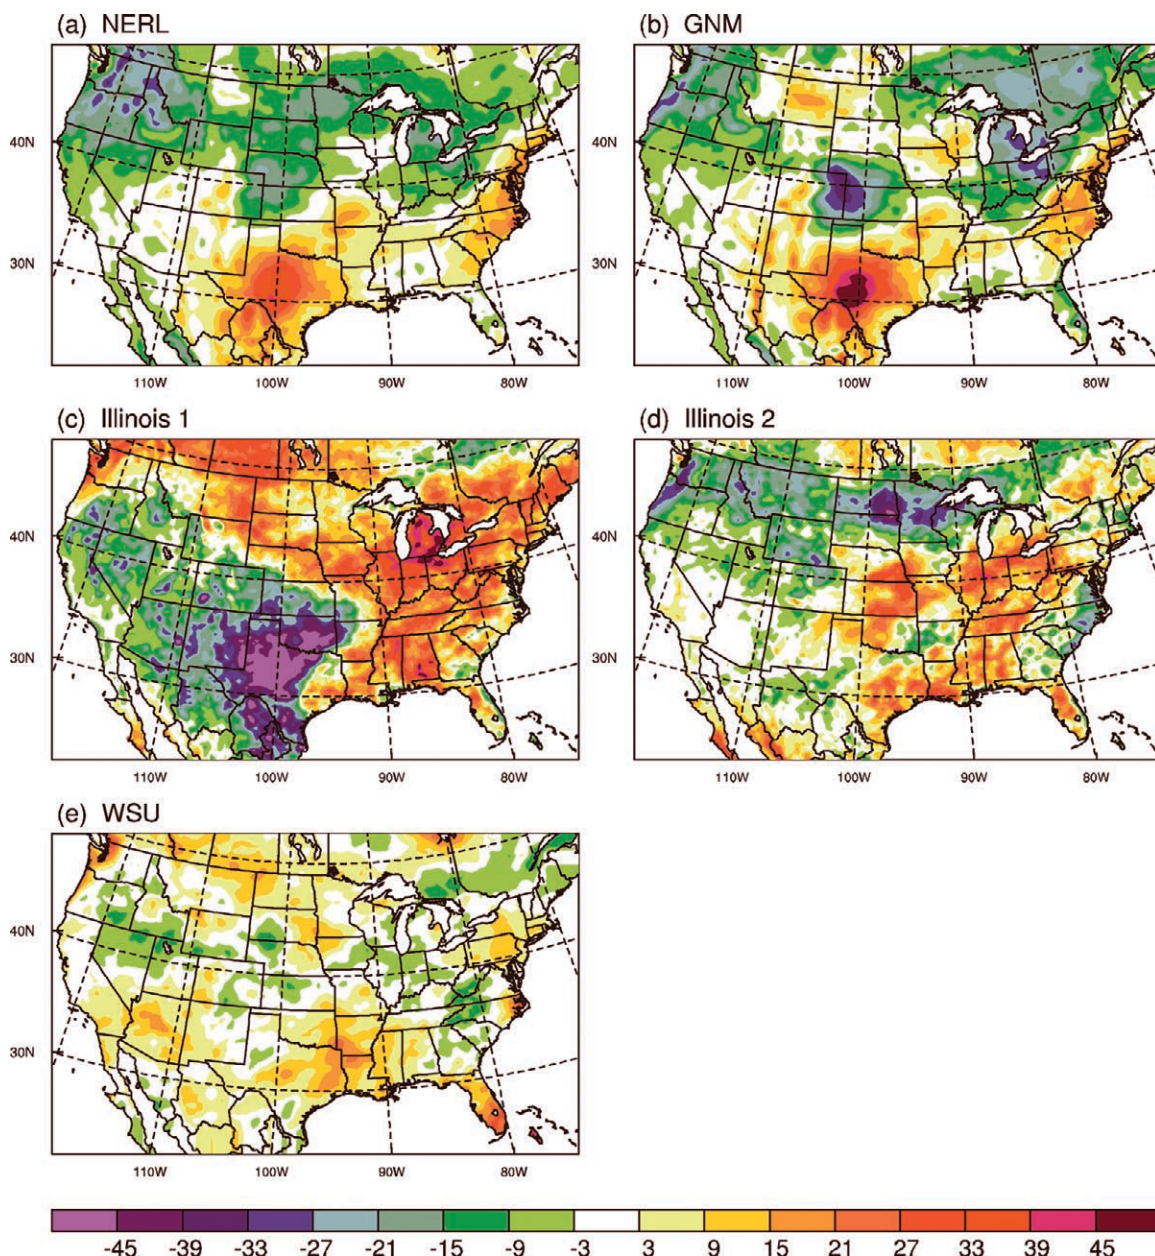 (a) NERL
(b) GNM
40N
40N
30N
30N
110W 100W 90W 80W
110W 100W 90W 80W
(c) Illinois 1
(d) Illinois 2
40N
40N
30N
30N
110W 100W 90W 80W
110W 100W 90W 80W
(e) WSU
40N
30N
110W 100W 90W 80W
-45 -39 -33 -27 -21 -15 -9 -3 3 9 15 21 27 33 39 45